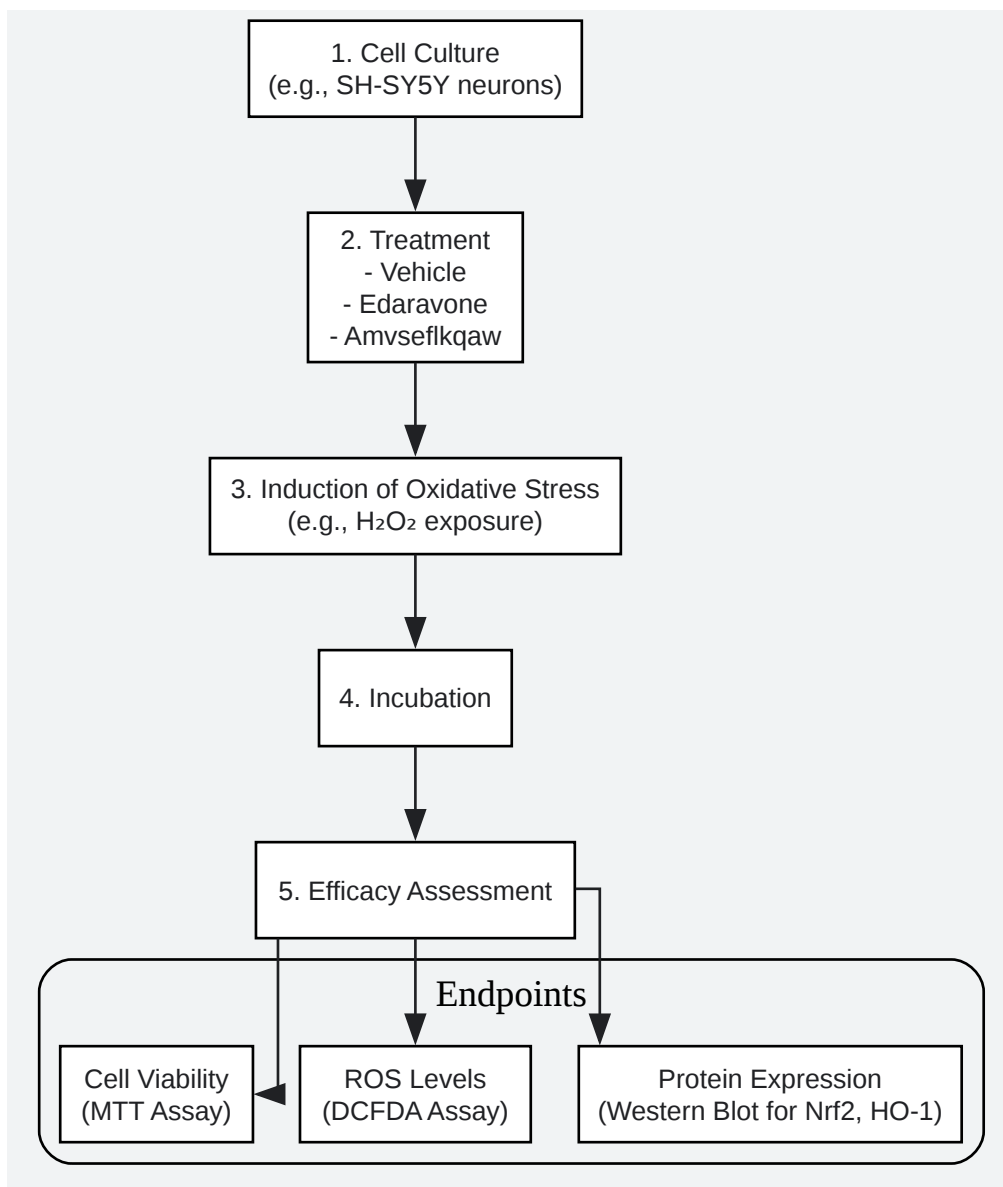 1. Cell Culture
(e.g., SH-SY5Y neurons)
2. Treatment
- Vehicle
- Edaravone
- Amvseflkqaw
3. Induction of Oxidative Stress
(e.g., H₂O₂ exposure)
4. Incubation
5. Efficacy Assessment
Endpoints
Cell Viability
(MTT Assay)
ROS Levels
(DCFDA Assay)
Protein Expression
(Western Blot for Nrf2, HO-1)